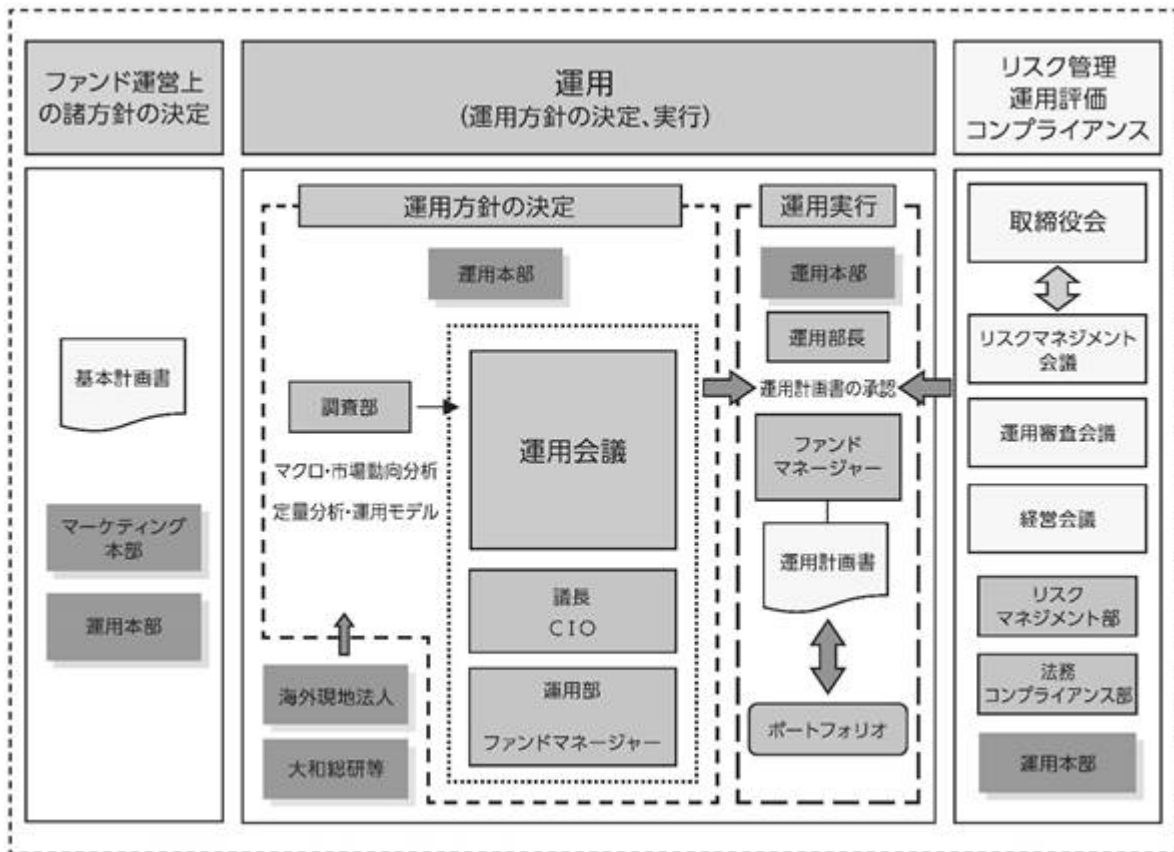 ファンド運営上
の諸方針の決定
運用
(運用方針の決定、実行)
リスク管理
運用評価
コンプライアンス
基本計画書
マーケティング
本部
運用本部
運用方針の決定
運用本部
調査部
マクロ・市場動向分析
定量分析・運用モデル
運用会議
議長
CIO
運用部
ファンドマネージャー
海外現地法人
大和総研等
運用実行
運用本部
運用部長
運用計画書の承認
ファンド
マネージャー
運用計画書
ポートフォリオ
取締役会
リスクマネジメント
会議
運用審査会議
経営会議
リスク
マネジメント部
法務
コンプライアンス部
運用本部